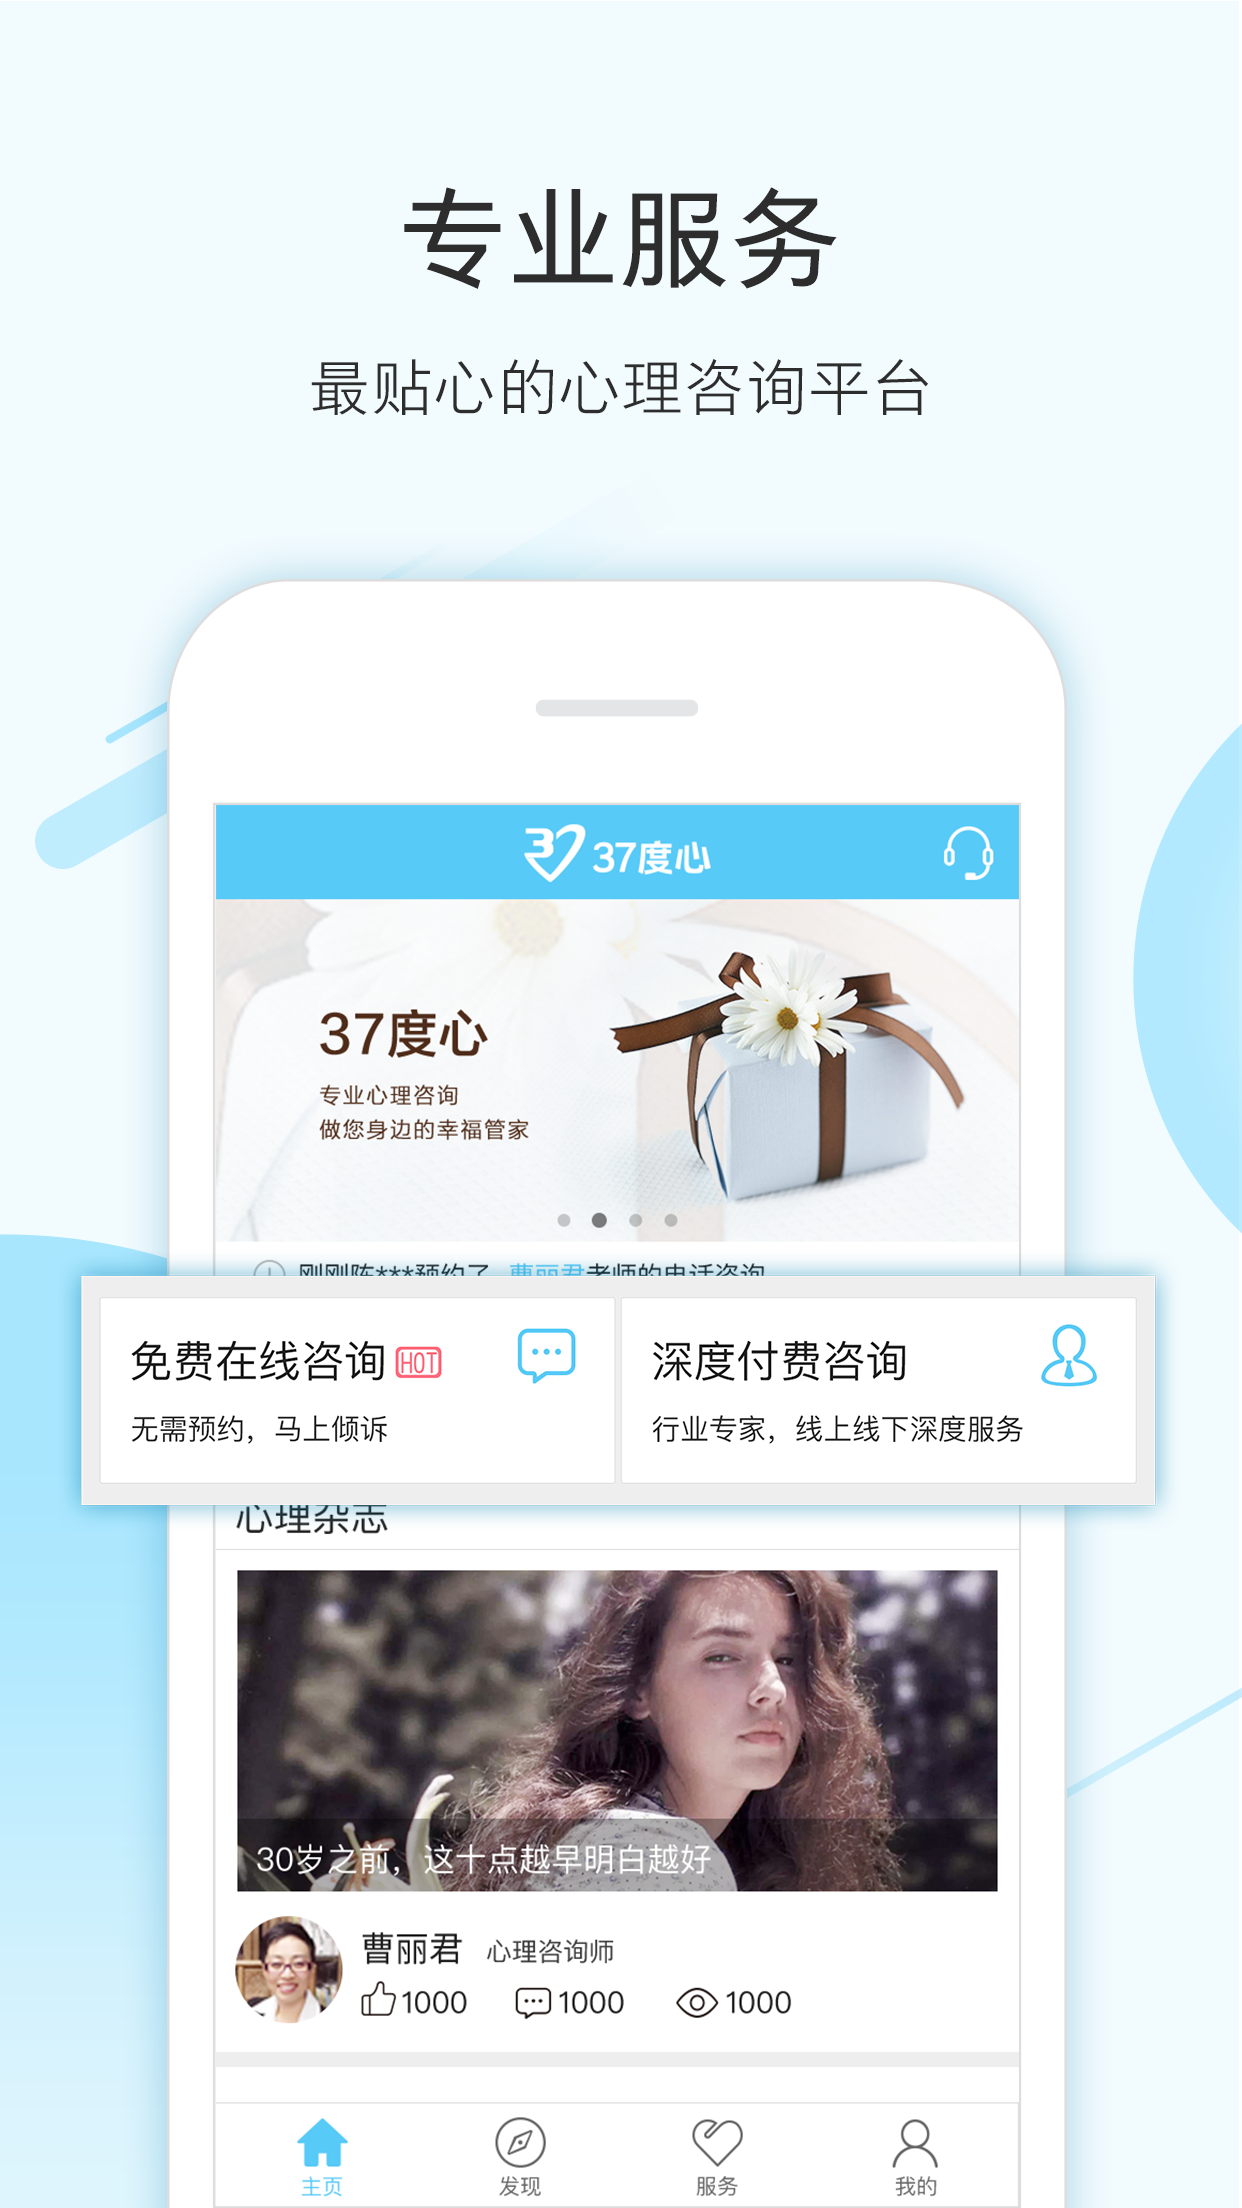 专业服务
最贴心的心理咨询平台
37 37度心
37度心
专业心理咨询
做您身边的幸福管家
刚刚陈***预约了 曹丽君老师的电话咨询
免费在线咨询 HOT
无需预约，马上倾诉
深度付费咨询
行业专家，线上线下深度服务
心理杂志
30岁之前，这十点越早明白越好
曹丽君 心理咨询师
1000 1000 1000
主页 发现 服务 我的